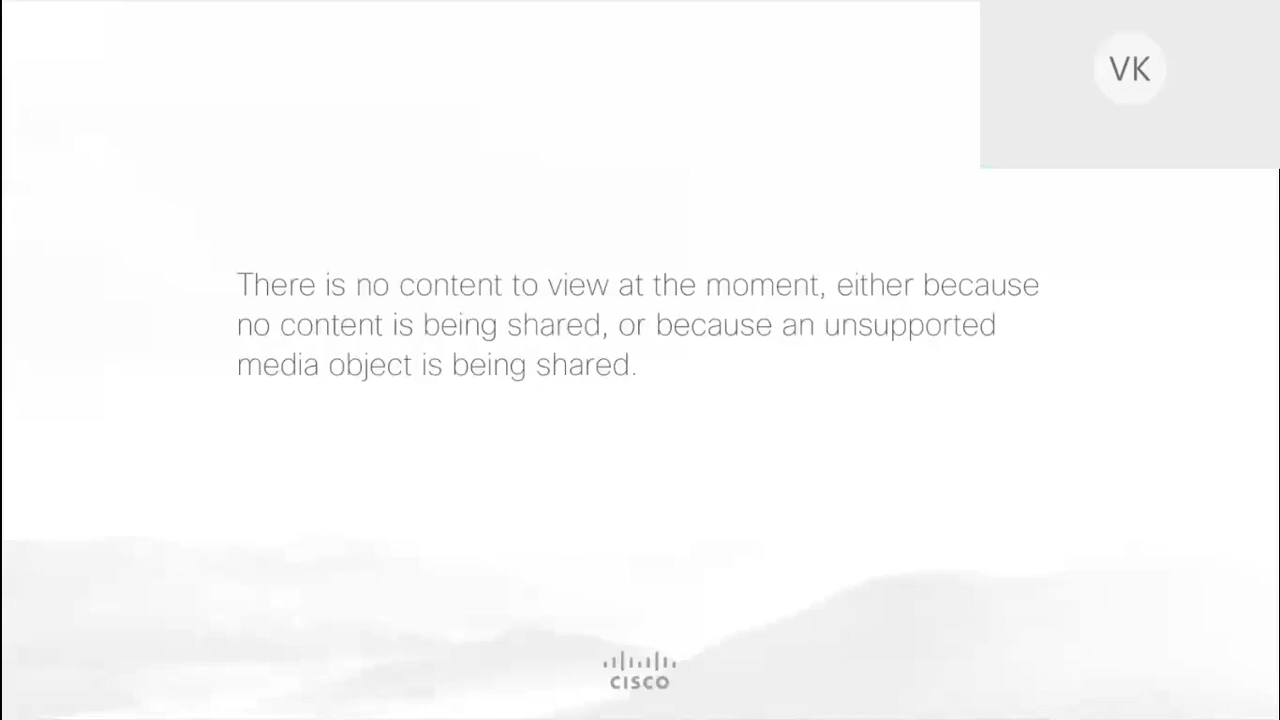 VK
There is no content to view at the moment, either because
no content is being shared, or because an unsupported
media object is being shared.
CISCO